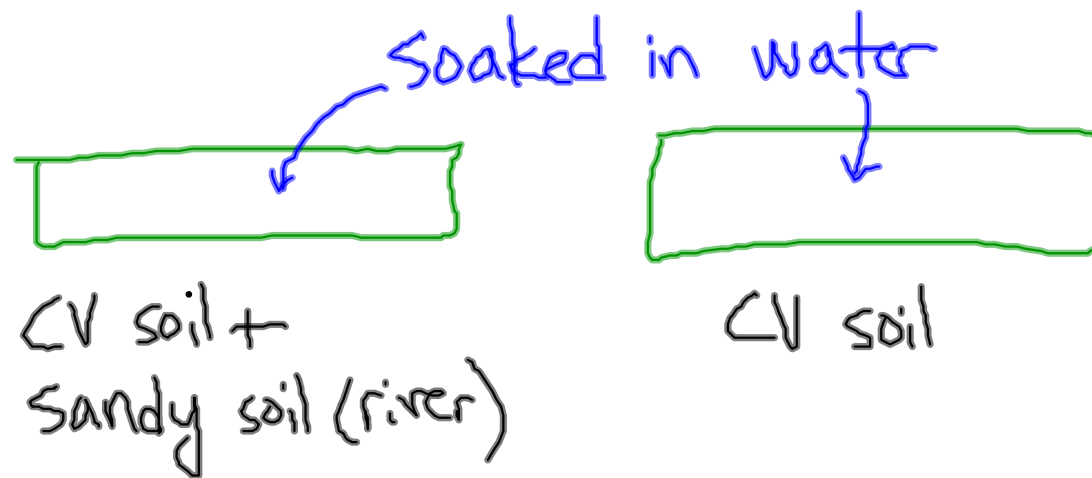 Soaked in water
CV soil +
Sandy soil (river)
CV soil